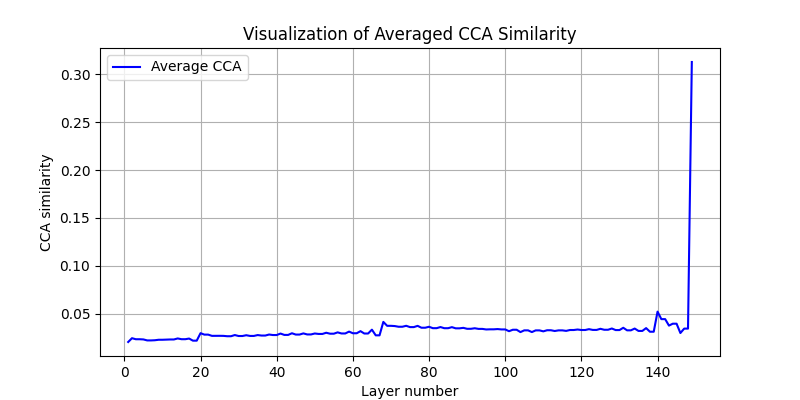 Visualization of Averaged CCA Similarity
Average CCA
0.30
0.25
0.20
0.15
0.10
0.05
CCA similarity
0 20 40 60 80 100 120 140
Layer number